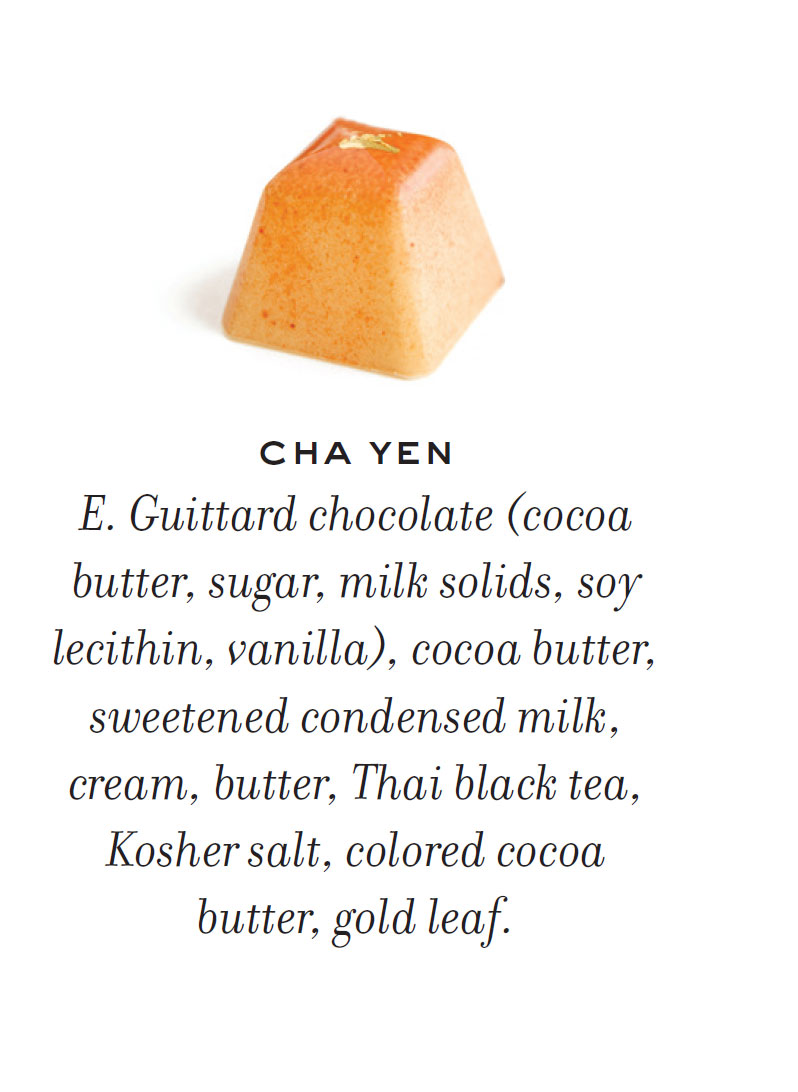 CHA YEN
E. Guittard chocolate (cocoa
butter, sugar, milk solids, soy
lecithin, vanilla), cocoa butter,
sweetened condensed milk,
cream, butter, Thai black tea,
Kosher salt, colored cocoa
butter, gold leaf.